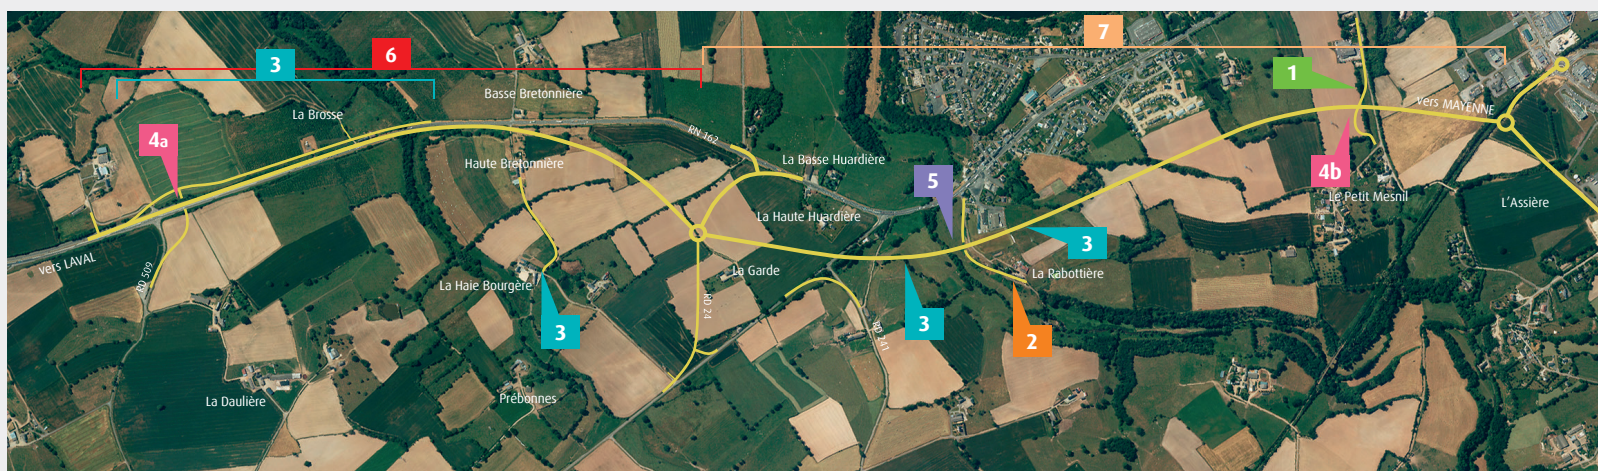 7
6
3
1
Basse Bretonnière
vers MAYENNE
La Brosse
RN 162
4a
Haute Bretonnière
La Basse Huardière
4b
5
Le Petit Mesnil
L'Assière
La Haute Huardière
3
vers LAVAL
RD 509
La Garde
La Rabottière
La Haie Bourgère
RD 24
3
3
2
RD 241
Prébonnes
La Daulière